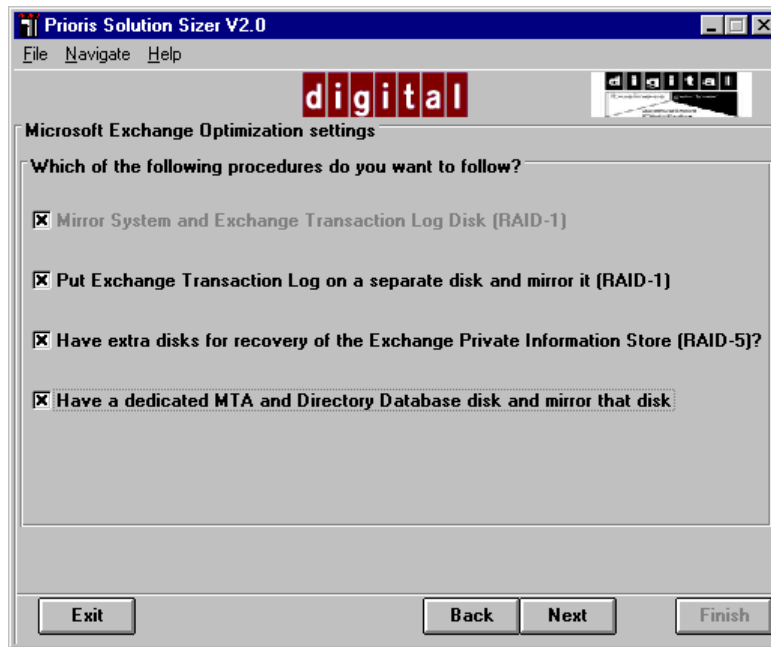 Prioris Solution Sizer V2.0
File Navigate Help
digital
digital
Microsoft Exchange Optimization settings
Which of the following procedures do you want to follow?
Mirror System and Exchange Transaction Log Disk (RAID-1)
Put Exchange Transaction Log on a separate disk and mirror it (RAID-1)
Have extra disks for recovery of the Exchange Private Information Store (RAID-5)?
Have a dedicated MTA and Directory Database disk and mirror that disk
Exit Back Next Finish